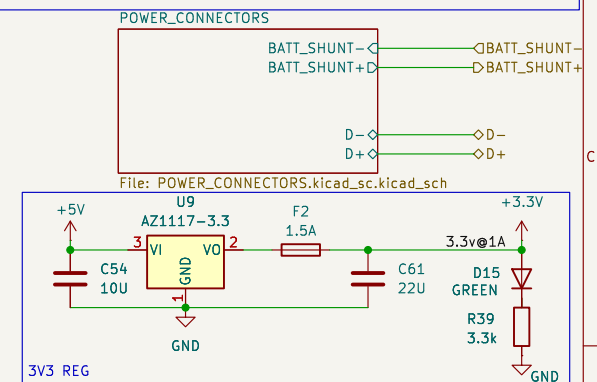 POWER_CONNECTORS
BATT_SHUNT- BATT_SHUNT-
BATT_SHUNT+ BATT_SHUNT+
D- D-
D+ D+
File: POWER_CONNECTORS.kicad_sc.kicad_sch
C
+5V
U9
AZ1117-3.3
3 VI VO 2
GND
1
C54
10U
GND
F2
1.5A
C61
22U
3.3v@1A
+3.3V
D15
GREEN
R39
3.3k
GND
3V3 REG